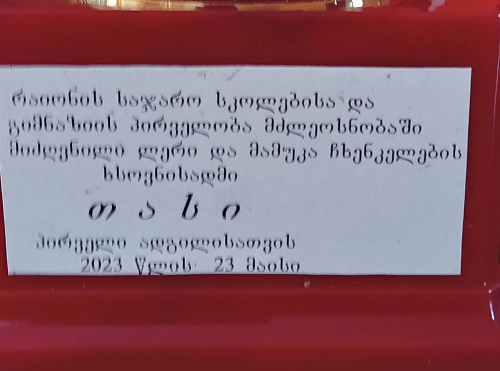 რაიონის საჯარო სკოლებისა და
გიმნაზიის პირველობა მძლეოსნობაში
მიძღვნილი ლერი და მამუკა ჩხენკელების
ხსოვნისადმი
თ ა ს ი
პირველი ადგილისათვის
2023 წლის 23 მაისი